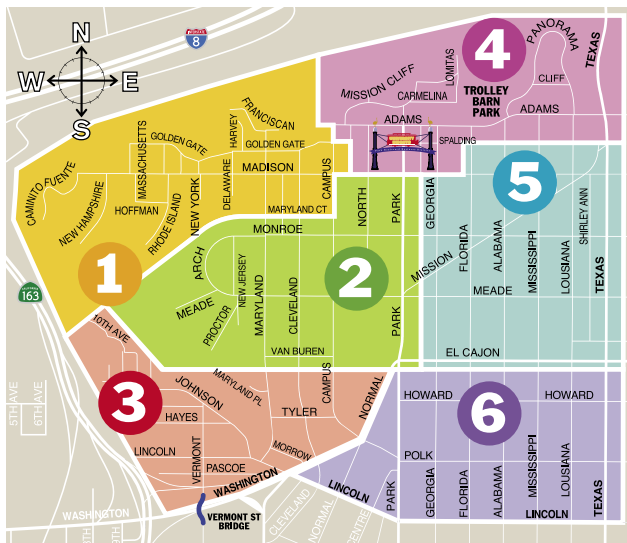 N
W
E
S
INTERSTATE
8
4
PANORAMA
TEXAS
LOMITAS
MISSION CLIFF
CARMELINA
TROLLEY
BARN
PARK
CLIFF
ADAMS
ADAMS
SPALDING
FRANCISCAN
HARVEY
MASSACHUSETTS
GOLDEN GATE
GOLDEN GATE
MADISON
CAMPUS
DELAWARE
CAMINITO FUENTE
NEW HAMPSHIRE
HOFFMAN
RHODE ISLAND
NEW YORK
MARYLAND CT
1
5
NORTH
PARK
GEORGIA
MONROE
ARCH
2
MISSION
FLORIDA
ALABAMA
MISSISSIPPI
LOUISIANA
SHIRLEY ANN
TEXAS
MEADE
MEADE
PROCTOR
NEW JERSEY
MARYLAND
CLEVELAND
PARK
VAN BUREN
EL CAJON
CALIFORNIA
163
10TH AVE
5TH AVE
6TH AVE
3
JOHNSON
MARYLAND PL
CAMPUS
NORMAL
HAYES
TYLER
LINCOLN
VERMONT
PASCOE
MORROW
WASHINGTON
6
HOWARD
HOWARD
POLK
PARK
GEORGIA
FLORIDA
ALABAMA
MISSISSIPPI
LOUISIANA
TEXAS
LINCOLN
LINCOLN
WASHINGTON
10TH
VERMONT ST
BRIDGE
CLEVELAND
NORMAL
CENTRE